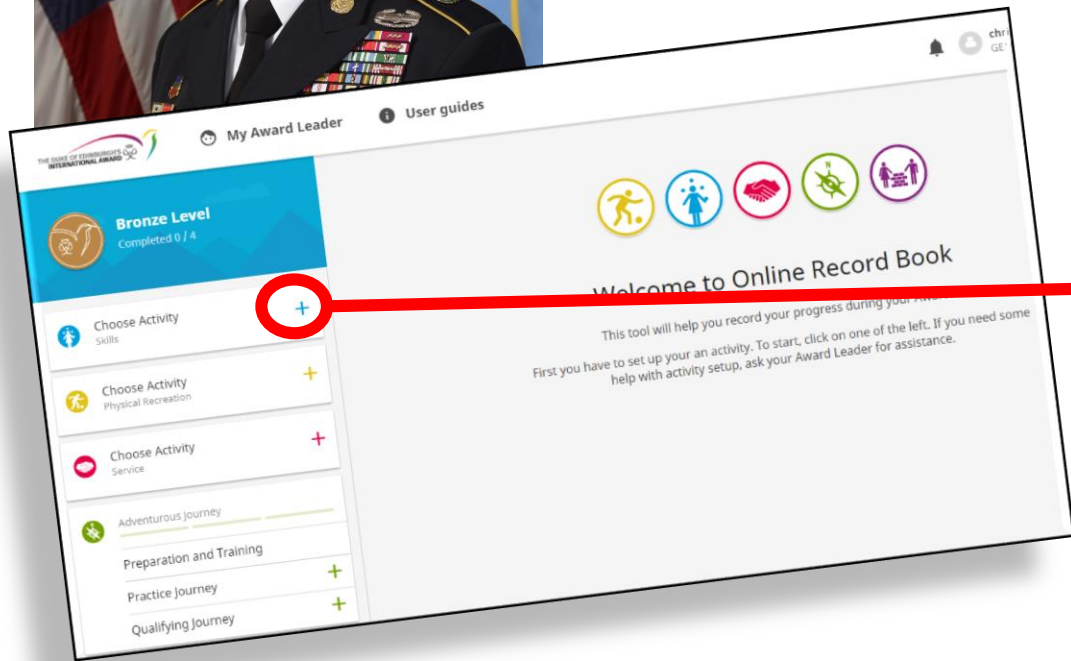 THE DUKE OF EDINBURGH'S
INTERNATIONAL AWARD
My Award Leader
User guides
Bronze Level
Completed 0 / 4
Choose Activity
Skills
Choose Activity
Physical Recreation
Choose Activity
Service
Adventurous Journey
Preparation and Training
Practice Journey
Qualifying Journey
N
Welcome to Online Record Book
This tool will help you record your progress during your
First you have to set up your an activity. To start, click on one of the left. If you need some
help with activity setup, ask your Award Leader for assistance.